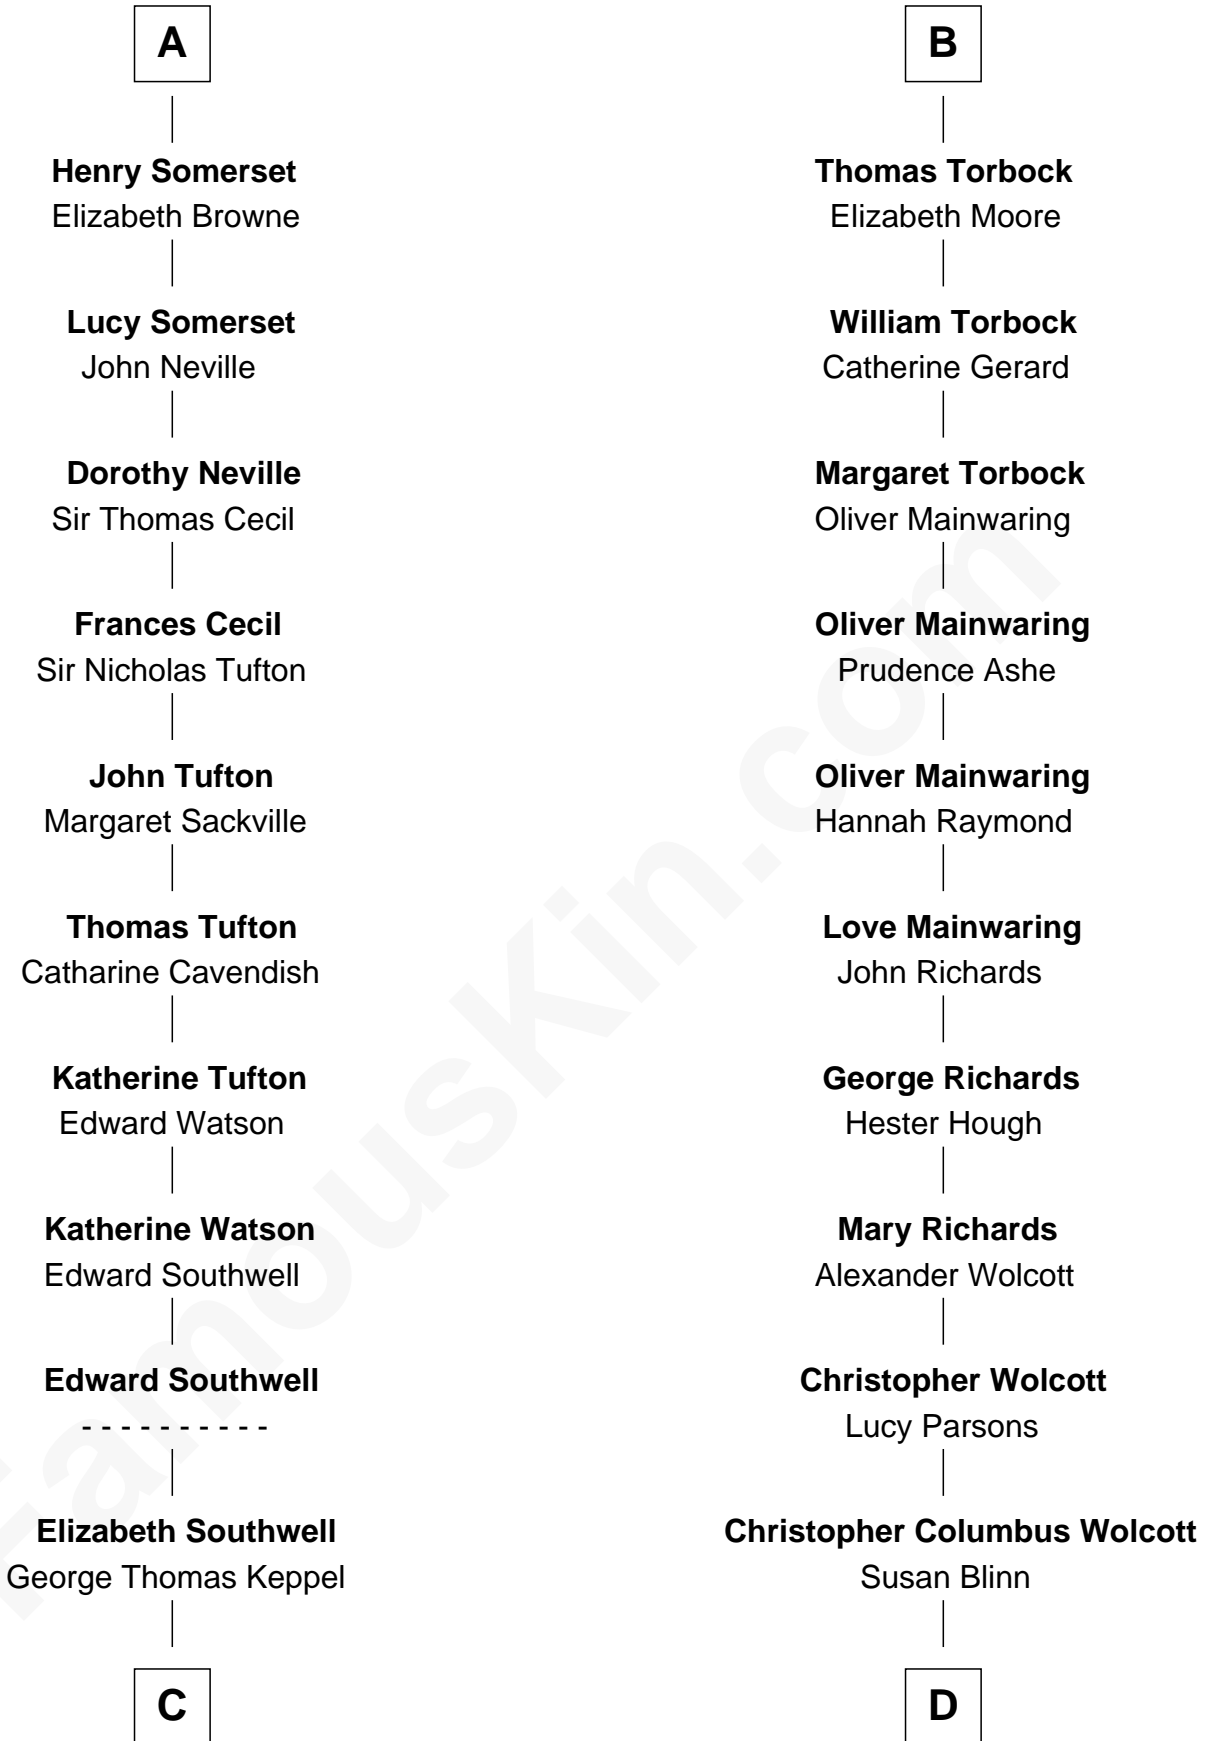 A
Henry Somerset
Elizabeth Browne
Lucy Somerset
John Neville
Dorothy Neville
Sir Thomas Cecil
Frances Cecil
Sir Nicholas Tufton
John Tufton
Margaret Sackville
Thomas Tufton
Catharine Cavendish
Katherine Tufton
Edward Watson
Katherine Watson
Edward Southwell
Edward Southwell
- - - - - - - - - -
Elizabeth Southwell
George Thomas Keppel
C
B
Thomas Torbock
Elizabeth Moore
William Torbock
Catherine Gerard
Margaret Torbock
Oliver Mainwaring
Oliver Mainwaring
Prudence Ashe
Oliver Mainwaring
Hannah Raymond
Love Mainwaring
John Richards
George Richards
Hester Hough
Mary Richards
Alexander Wolcott
Christopher Wolcott
Lucy Parsons
Christopher Columbus Wolcott
Susan Blinn
D
FamousKin.com